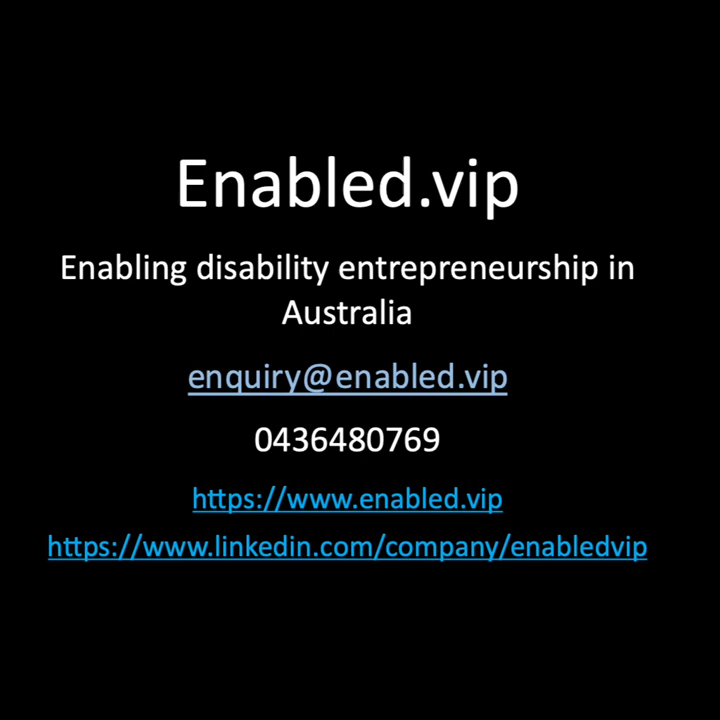 Enabled.vip
Enabling disability entrepreneurship in
Australia
enquiry@enabled.vip
0436480769
https://www.enabled.vip
https://www.linkedin.com/company/enabledvip